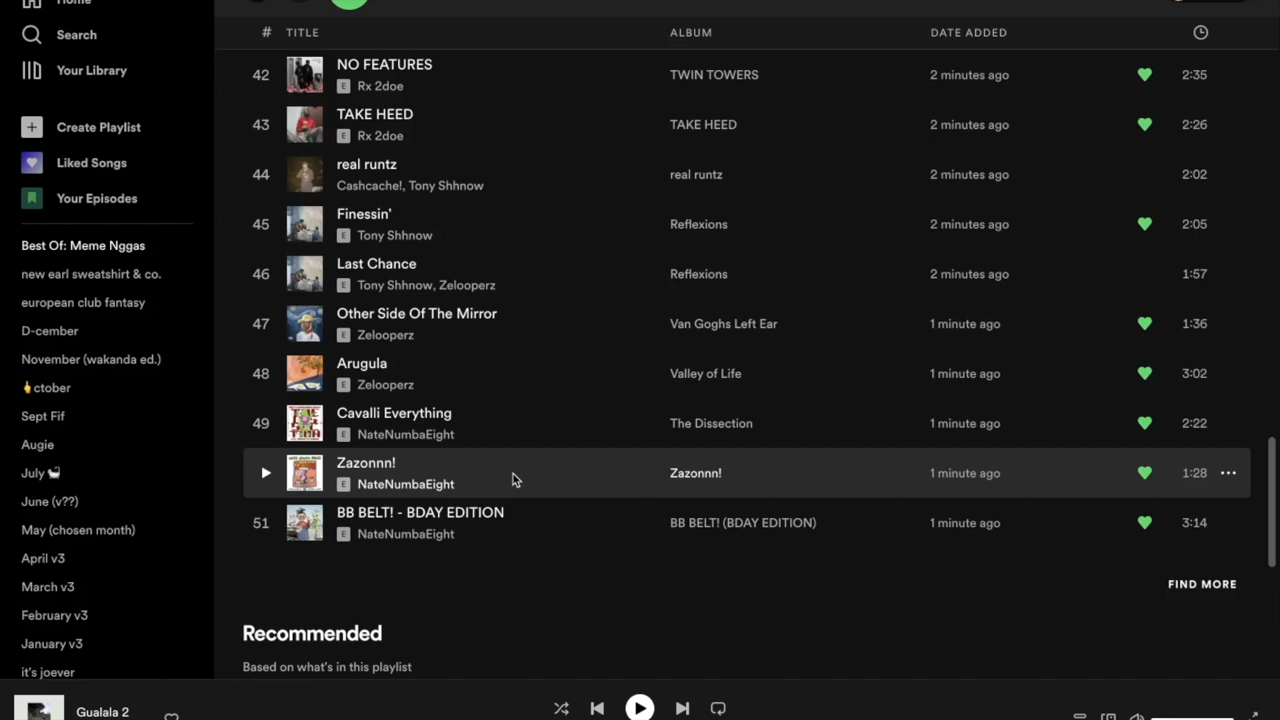 Home
Search
Your Library
Create Playlist
Liked Songs
Your Episodes
Best Of: Meme Nggas
new earl sweatshirt & co.
european club fantasy
D-cember
November (wakanda ed.)
🖕ctober
Sept Fif
Augie
July 🛀
June (v??)
May (chosen month)
April v3
March v3
February v3
January v3
it's joever
# TITLE ALBUM DATE ADDED
42 NO FEATURES TWIN TOWERS 2 minutes ago 2:35
E Rx 2doe
43 TAKE HEED TAKE HEED 2 minutes ago 2:26
E Rx 2doe
44 real runtz real runtz 2 minutes ago 2:02
Cashcache!, Tony Shhnow
45 Finessin' Reflexions 2 minutes ago 2:05
E Tony Shhnow
46 Last Chance Reflexions 2 minutes ago 1:57
E Tony Shhnow, Zelooperz
47 Other Side Of The Mirror Van Goghs Left Ear 1 minute ago 1:36
E Zelooperz
48 Arugula Valley of Life 1 minute ago 3:02
E Zelooperz
49 Cavalli Everything The Dissection 1 minute ago 2:22
E NateNumbaEight
Zazonnn! Zazonnn! 1 minute ago 1:28
E NateNumbaEight
51 BB BELT! - BDAY EDITION BB BELT! (BDAY EDITION) 1 minute ago 3:14
E NateNumbaEight
FIND MORE
Recommended
Based on what's in this playlist
Gualala 2